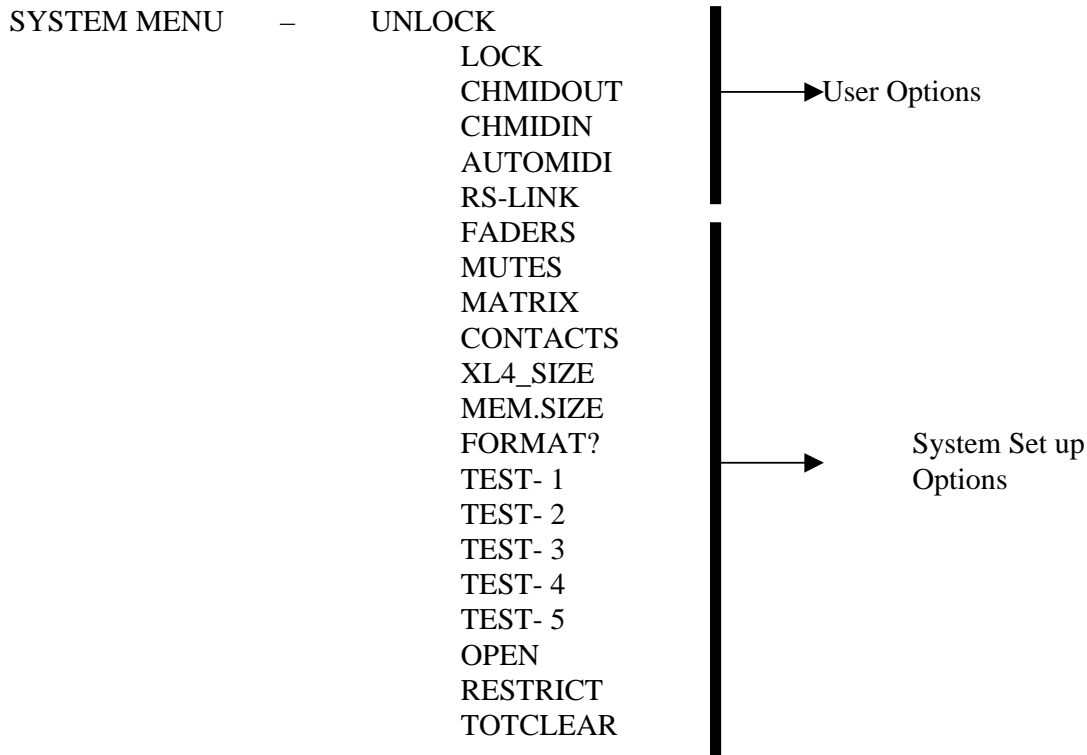 SYSTEM MENU – UNLOCK
LOCK
CHMIDOUT
User Options
CHMIDIN
AUTOMIDI
RS-LINK
FADERS
MUTES
MATRIX
CONTACTS
XL4_SIZE
MEM.SIZE
FORMAT?
System Set up
Options
TEST- 1
TEST- 2
TEST- 3
TEST- 4
TEST- 5
OPEN
RESTRICT
TOTCLEAR